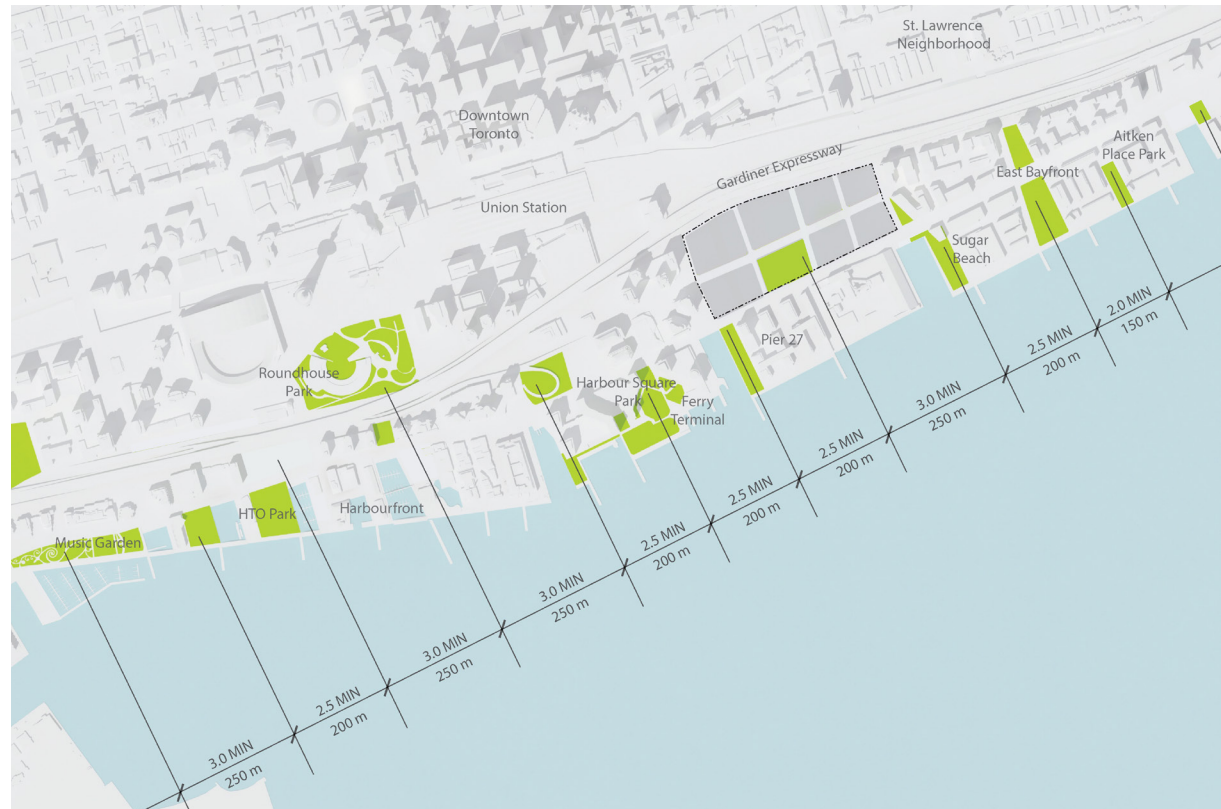 St. Lawrence
Neighborhood
Downtown
Toronto
Aitken
Place Park
Gardiner Expressway
East Bayfront
Union Station
Sugar
Beach
Pier 27
Roundhouse
Park
Harbour Square
Park
Ferry
Terminal
HTO Park
Harbourfront
Music Garden
3.0 MIN
250 m
2.5 MIN
200 m
3.0 MIN
250 m
3.0 MIN
250 m
2.5 MIN
200 m
2.5 MIN
200 m
2.5 MIN
200 m
3.0 MIN
250 m
2.5 MIN
200 m
2.0 MIN
150 m